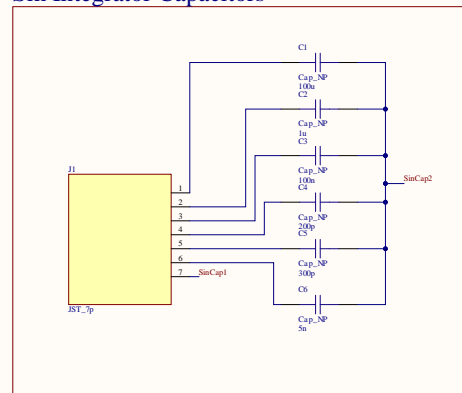 Sin Integrator Capacitors
C1
Cap_NP
100u
C2
Cap_NP
1u
C3
Cap_NP
100n
C4
Cap_NP
200p
C5
Cap_NP
300p
C6
Cap_NP
5n
J1
1
2
3
4
5
6
7
SinCap1
JST_7p
SinCap2